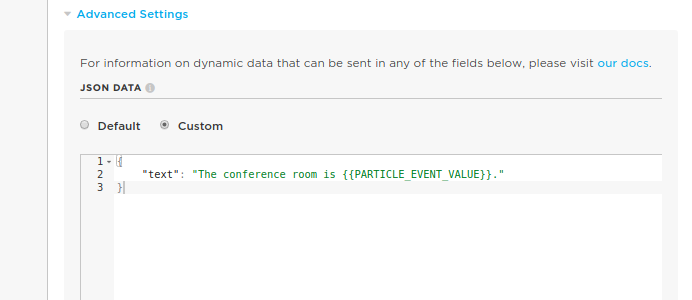 Advanced Settings
For information on dynamic data that can be sent in any of the fields below, please visit our docs.
JSON DATA i
Default Custom
1 {
2 "text": "The conference room is {{PARTICLE_EVENT_VALUE}}."
3 }